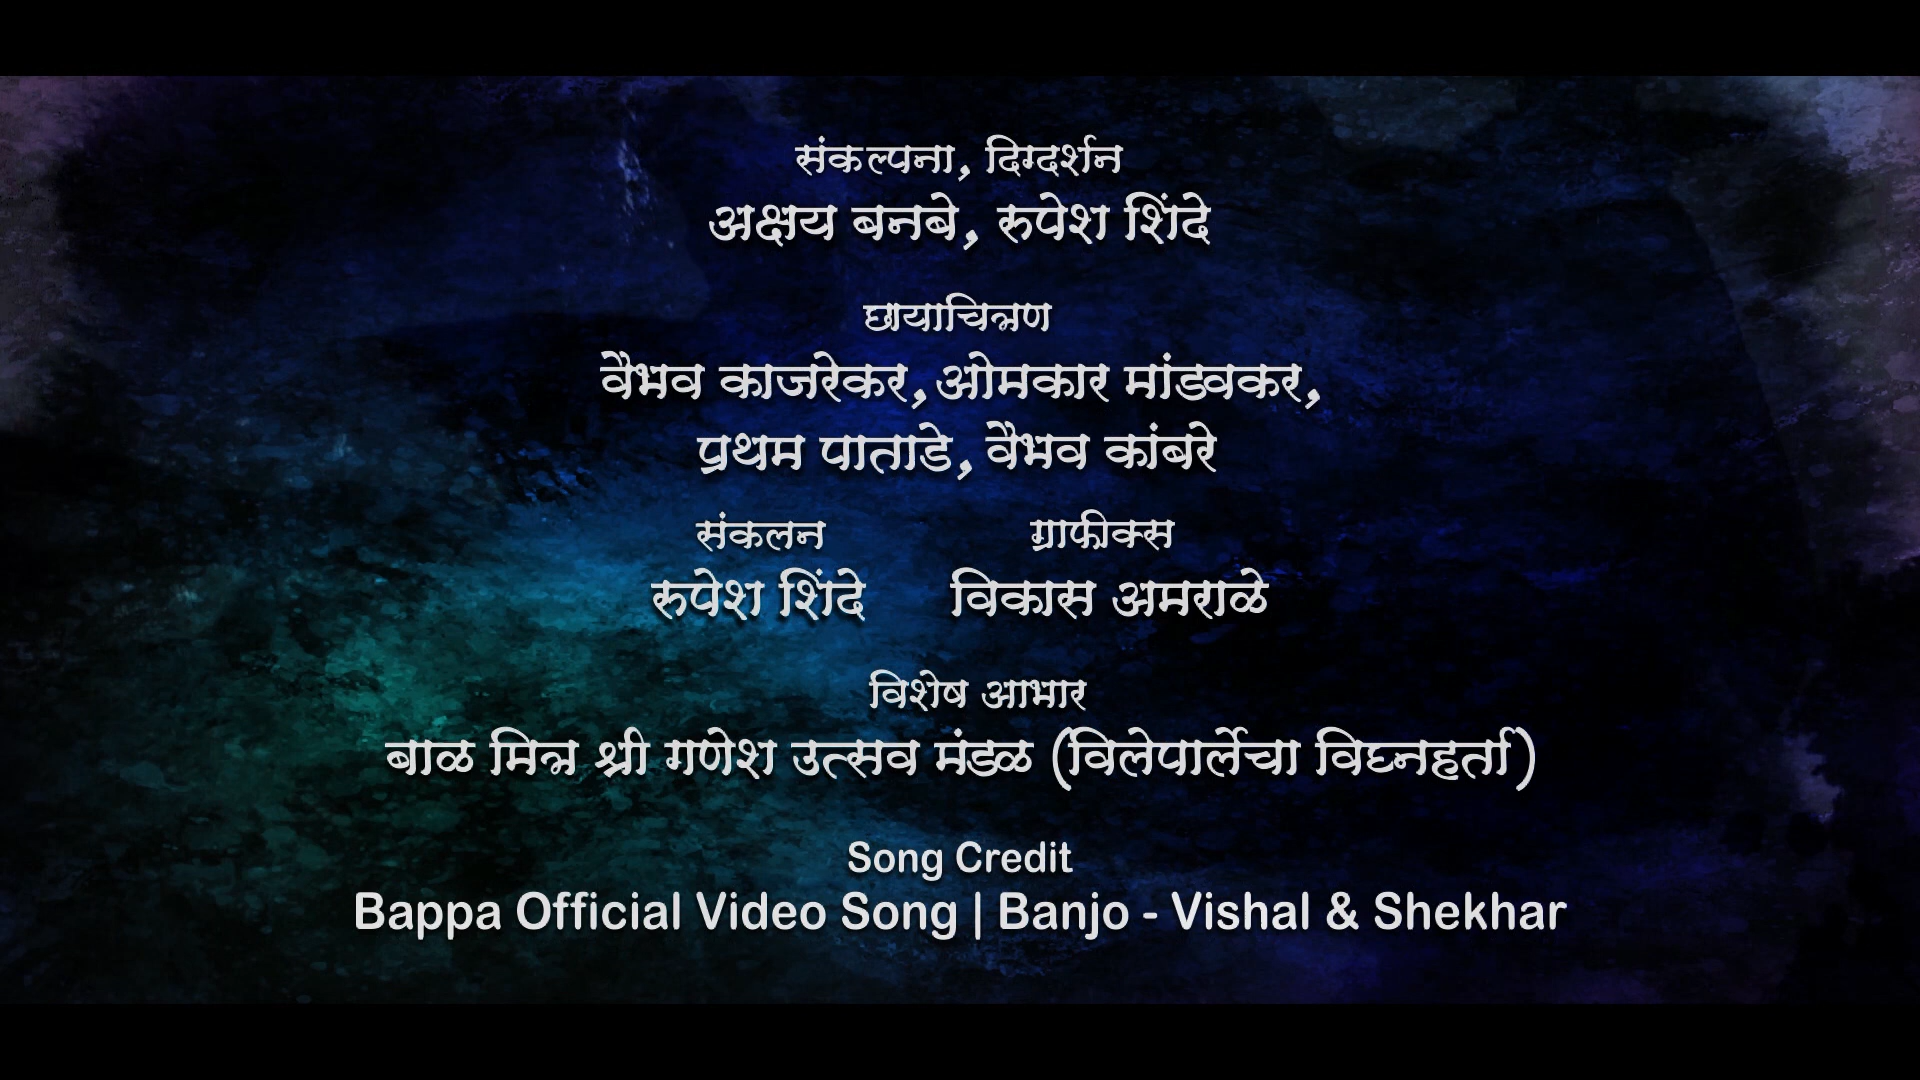 संकल्पना, दिग्दर्शन
अक्षय बनबे, रुपेश शिंदे
छायाचित्रण
वैभव काजरेकर, ओमकार मांडवकर,
प्रथम पाताडे, वैभव कांबरे
संकलन ग्राफीक्स
रुपेश शिंदे विकास अमराळे
विशेष आभार
बाळ मित्र श्री गणेश उत्सव मंडळ (विलेपार्लेचा विघ्नहर्ता)
Song Credit
Bappa Official Video Song | Banjo - Vishal & Shekhar